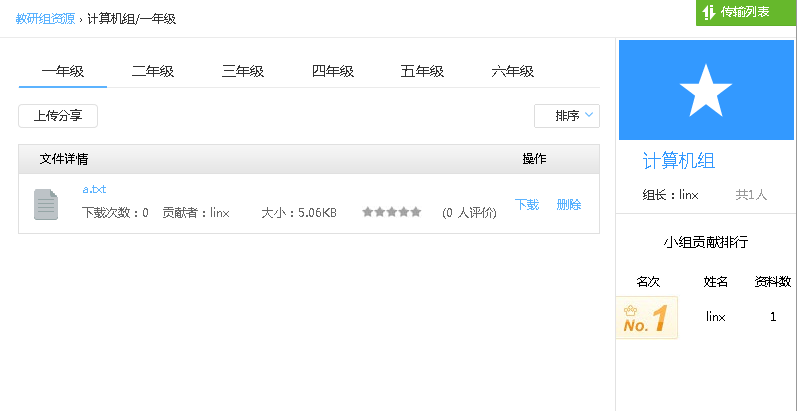 教研组资源 › 计算机组/一年级
传输列表
一年级 二年级 三年级 四年级 五年级 六年级
上传分享 排序
文件详情 操作
a.txt
下载次数：0 贡献者：linx 大小：5.06KB (0 人评价) 下载 删除
计算机组
组长：linx 共1人
小组贡献排行
名次 姓名 资料数
No.1 linx 1